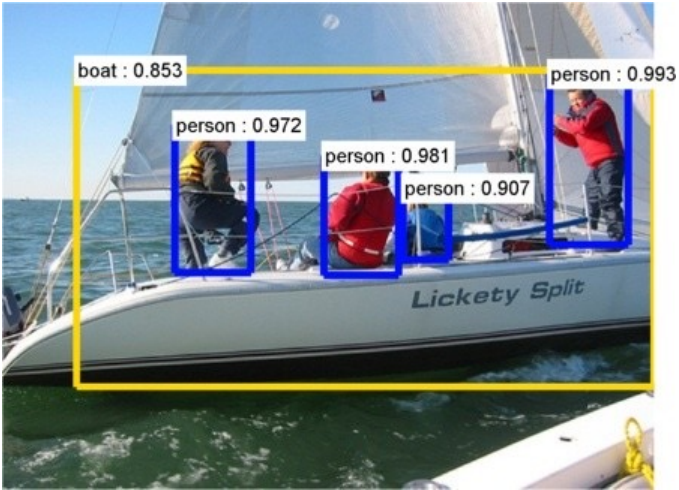 boat : 0.853
person : 0.993
person : 0.972
person : 0.981
person : 0.907
Lickety Split